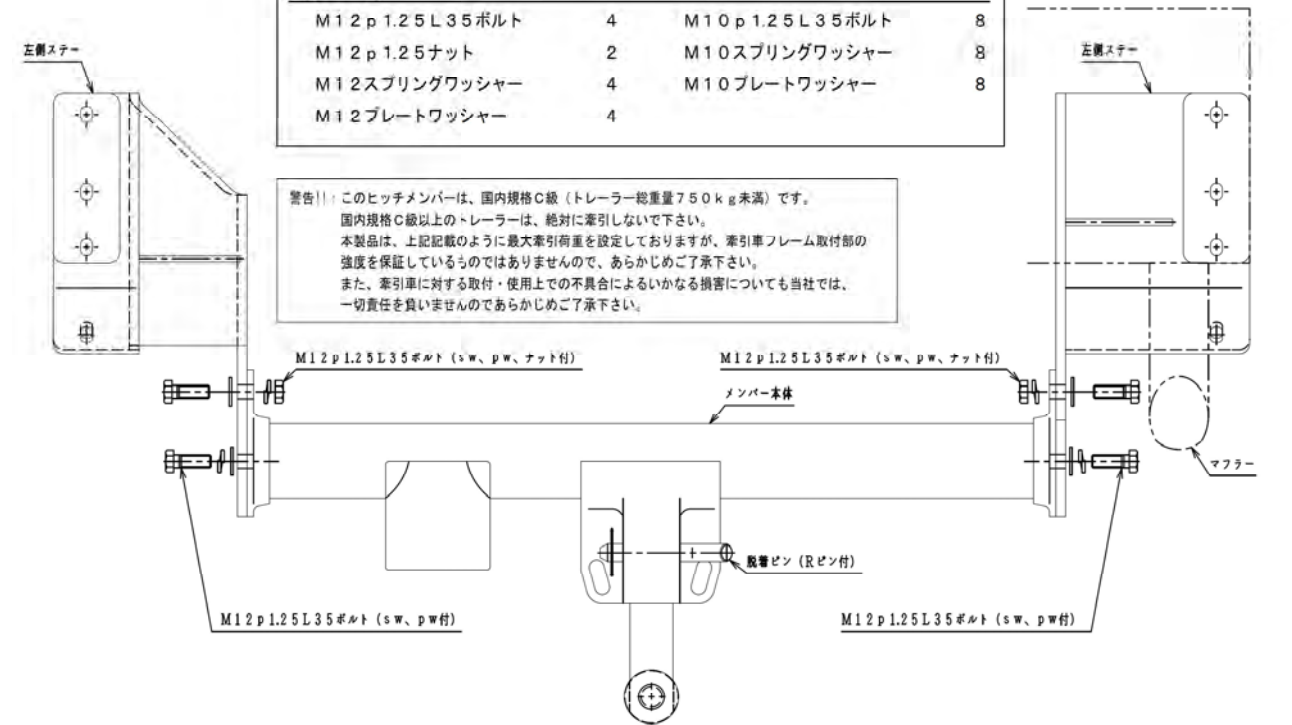 M12p1.25L35ボルト 4 M10p1.25L35ボルト 8
M12p1.25ナット 2 M10スプリングワッシャー 8
M12スプリングワッシャー 4 M10プレートワッシャー 8
M12プレートワッシャー 4
左側ステー
左側ステー
警告!!：このヒッチメンバーは、国内規格C級（トレーラー総重量750kg未満）です。
国内規格C級以上のトレーラーは、絶対に牽引しないで下さい。
本製品は、上記記載のように最大牽引荷重を設定しておりますが、牽引車フレーム取付部の
強度を保証しているものではありませんので、あらかじめご了承下さい。
また、牽引車に対する取付・使用上での不具合によるいかなる損害についても当社では、
一切責任を負いませんのであらかじめご了承下さい。
M12p1.25L35ボルト（sw、pw、ナット付）
M12p1.25L35ボルト（sw、pw、ナット付）
メンバー本体
マフラー
脱着ピン（Rピン付）
M12p1.25L35ボルト（sw、pw付）
M12p1.25L35ボルト（sw、pw付）